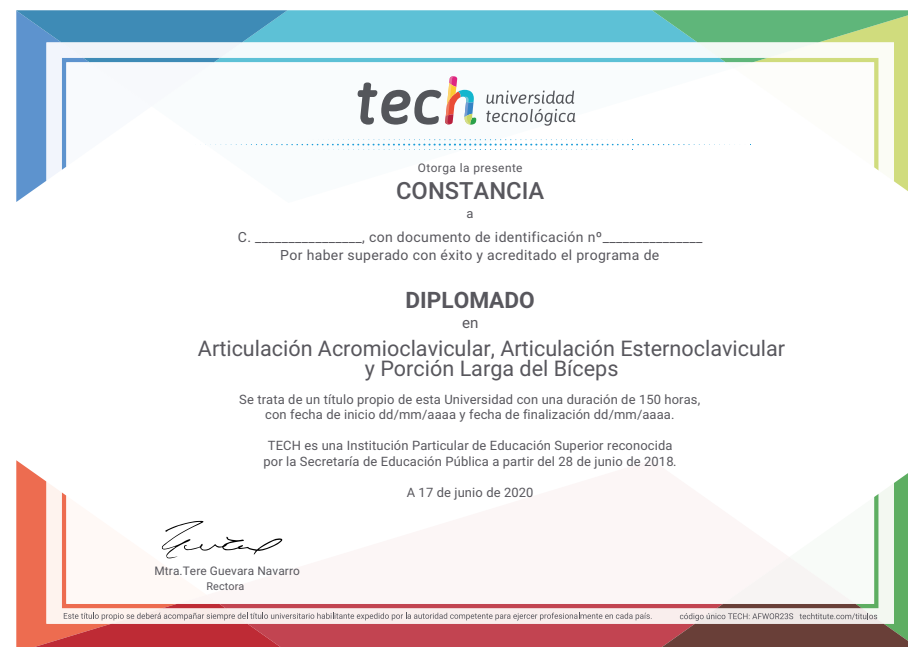 tech universidad
tecnológica
Otorga la presente
CONSTANCIA
a
C. ________________, con documento de identificación nº_______________
Por haber superado con éxito y acreditado el programa de
DIPLOMADO
en
Articulación Acromioclavicular, Articulación Esternoclavicular
y Porción Larga del Bíceps
Se trata de un título propio de esta Universidad con una duración de 150 horas,
con fecha de inicio dd/mm/aaaa y fecha de finalización dd/mm/aaaa.
TECH es una Institución Particular de Educación Superior reconocida
por la Secretaría de Educación Pública a partir del 28 de junio de 2018.
A 17 de junio de 2020
Mtra.Tere Guevara Navarro
Rectora
Este título propio se deberá acompañar siempre del título universitario habilitante expedido por la autoridad competente para ejercer profesionalmente en cada país. código único TECH: AFWOR23S techtitute.com/titulos